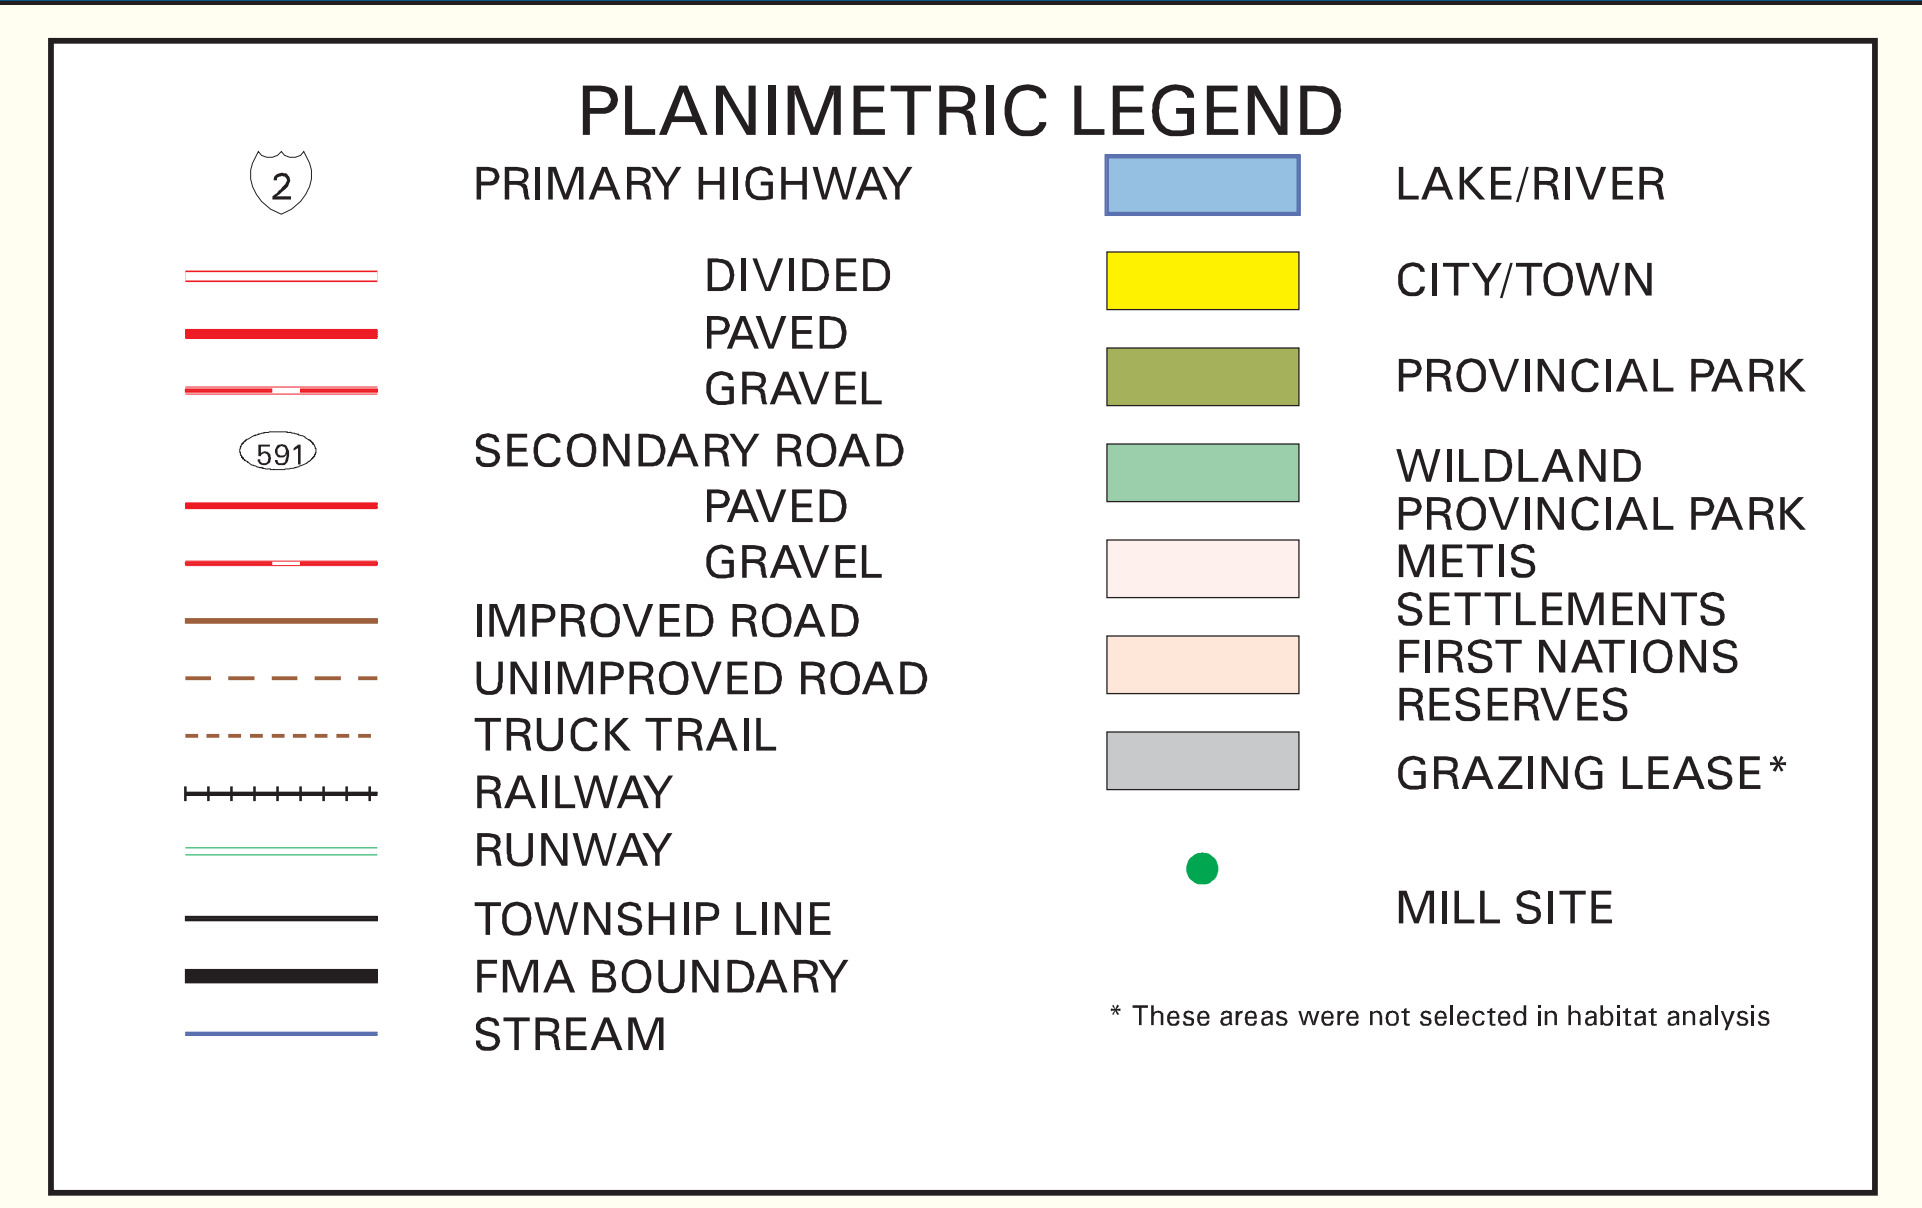 PLANIMETRIC LEGEND
2
PRIMARY HIGHWAY
DIVIDED
PAVED
GRAVEL
591
SECONDARY ROAD
PAVED
GRAVEL
IMPROVED ROAD
UNIMPROVED ROAD
TRUCK TRAIL
RAILWAY
RUNWAY
TOWNSHIP LINE
FMA BOUNDARY
STREAM
LAKE/RIVER
CITY/TOWN
PROVINCIAL PARK
WILDLAND
PROVINCIAL PARK
METIS
SETTLEMENTS
FIRST NATIONS
RESERVES
GRAZING LEASE*
MILL SITE
* These areas were not selected in habitat analysis